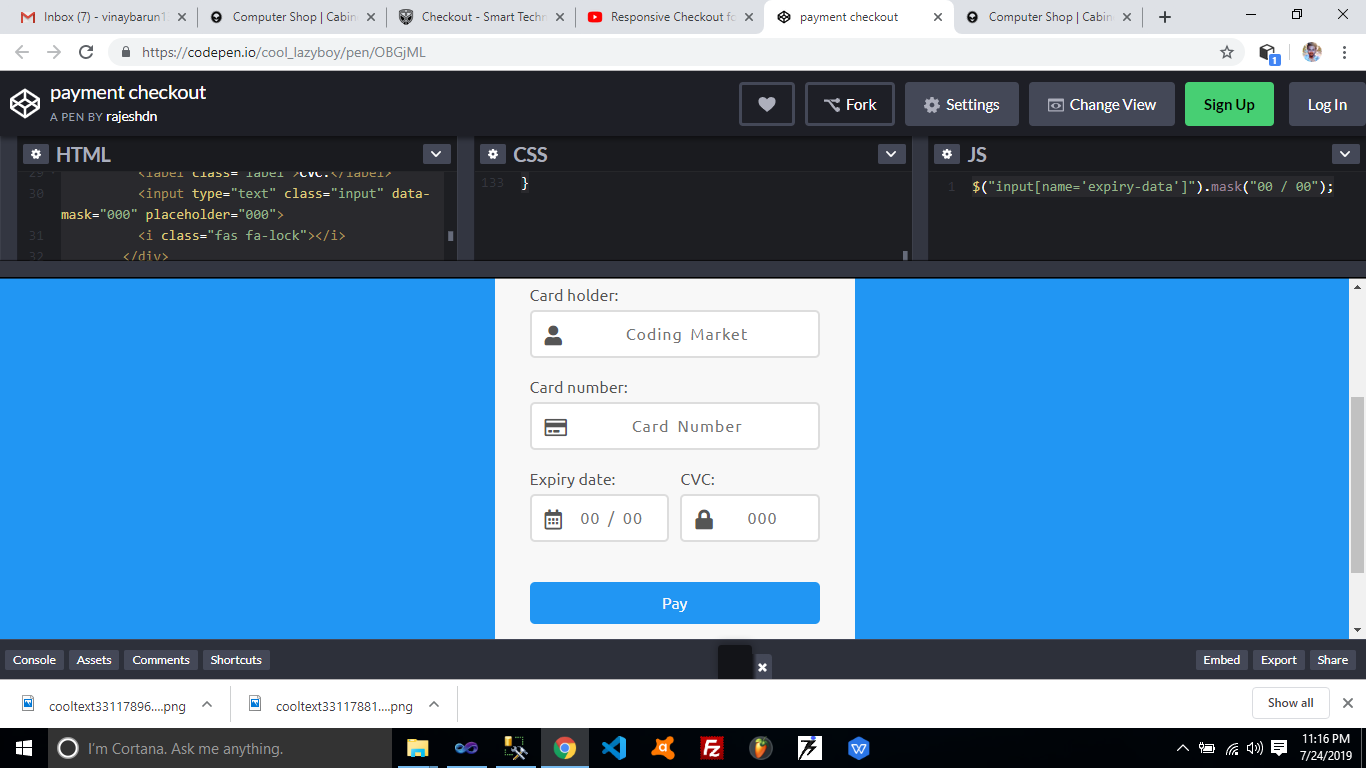 Inbox (7) - vinaybarun1
Computer Shop | Cabin
Checkout - Smart Techn
Responsive Checkout fo
payment checkout
Computer Shop | Cabin
https://codepen.io/cool_lazyboy/pen/OBGjML
1
payment checkout
A PEN BY rajeshdn
Fork
Settings
Change View
Sign Up
Log In
HTML
CSS
JS
29 <label class="label">CVC:</label>
30 <input type="text" class="input" data-
mask="000" placeholder="000">
31 <i class="fas fa-lock"></i>
32 </div>
133 }
1 $("input[name='expiry-data']").mask("00 / 00");
Card holder:
Coding Market
Card number:
Card Number
Expiry date: CVC:
00 / 00 000
Pay
Console Assets Comments Shortcuts
Embed Export Share
cooltext33117896....png
cooltext33117881....png
Show all
I'm Cortana. Ask me anything.
11:16 PM
7/24/2019